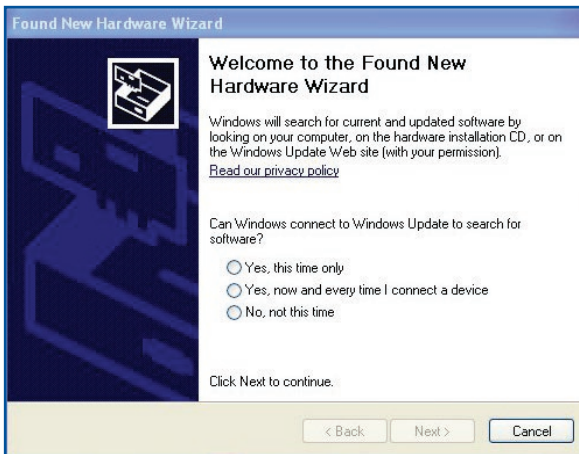 Found New Hardware Wizard
Welcome to the Found New
Hardware Wizard
Windows will search for current and updated software by
looking on your computer, on the hardware installation CD, or on
the Windows Update Web site (with your permission).
Read our privacy policy
Can Windows connect to Windows Update to search for
software?
Yes, this time only
Yes, now and every time I connect a device
No, not this time
Click Next to continue.
< Back Next > Cancel